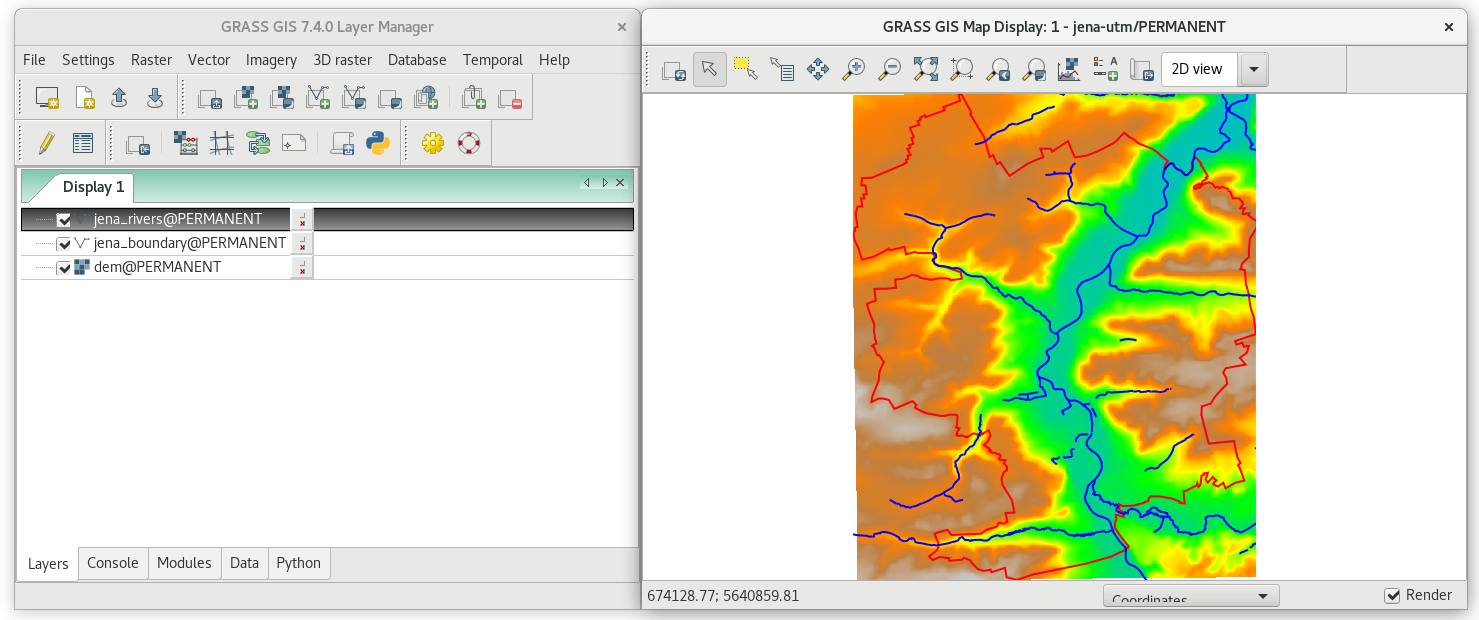 GRASS GIS 7.4.0 Layer Manager
File Settings Raster Vector Imagery 3D raster Database Temporal Help
Display 1
jena_rivers@PERMANENT
jena_boundary@PERMANENT
dem@PERMANENT
Layers Console Modules Data Python
GRASS GIS Map Display: 1 - jena-utm/PERMANENT
2D view
674128.77; 5640859.81
Coordinates
Render